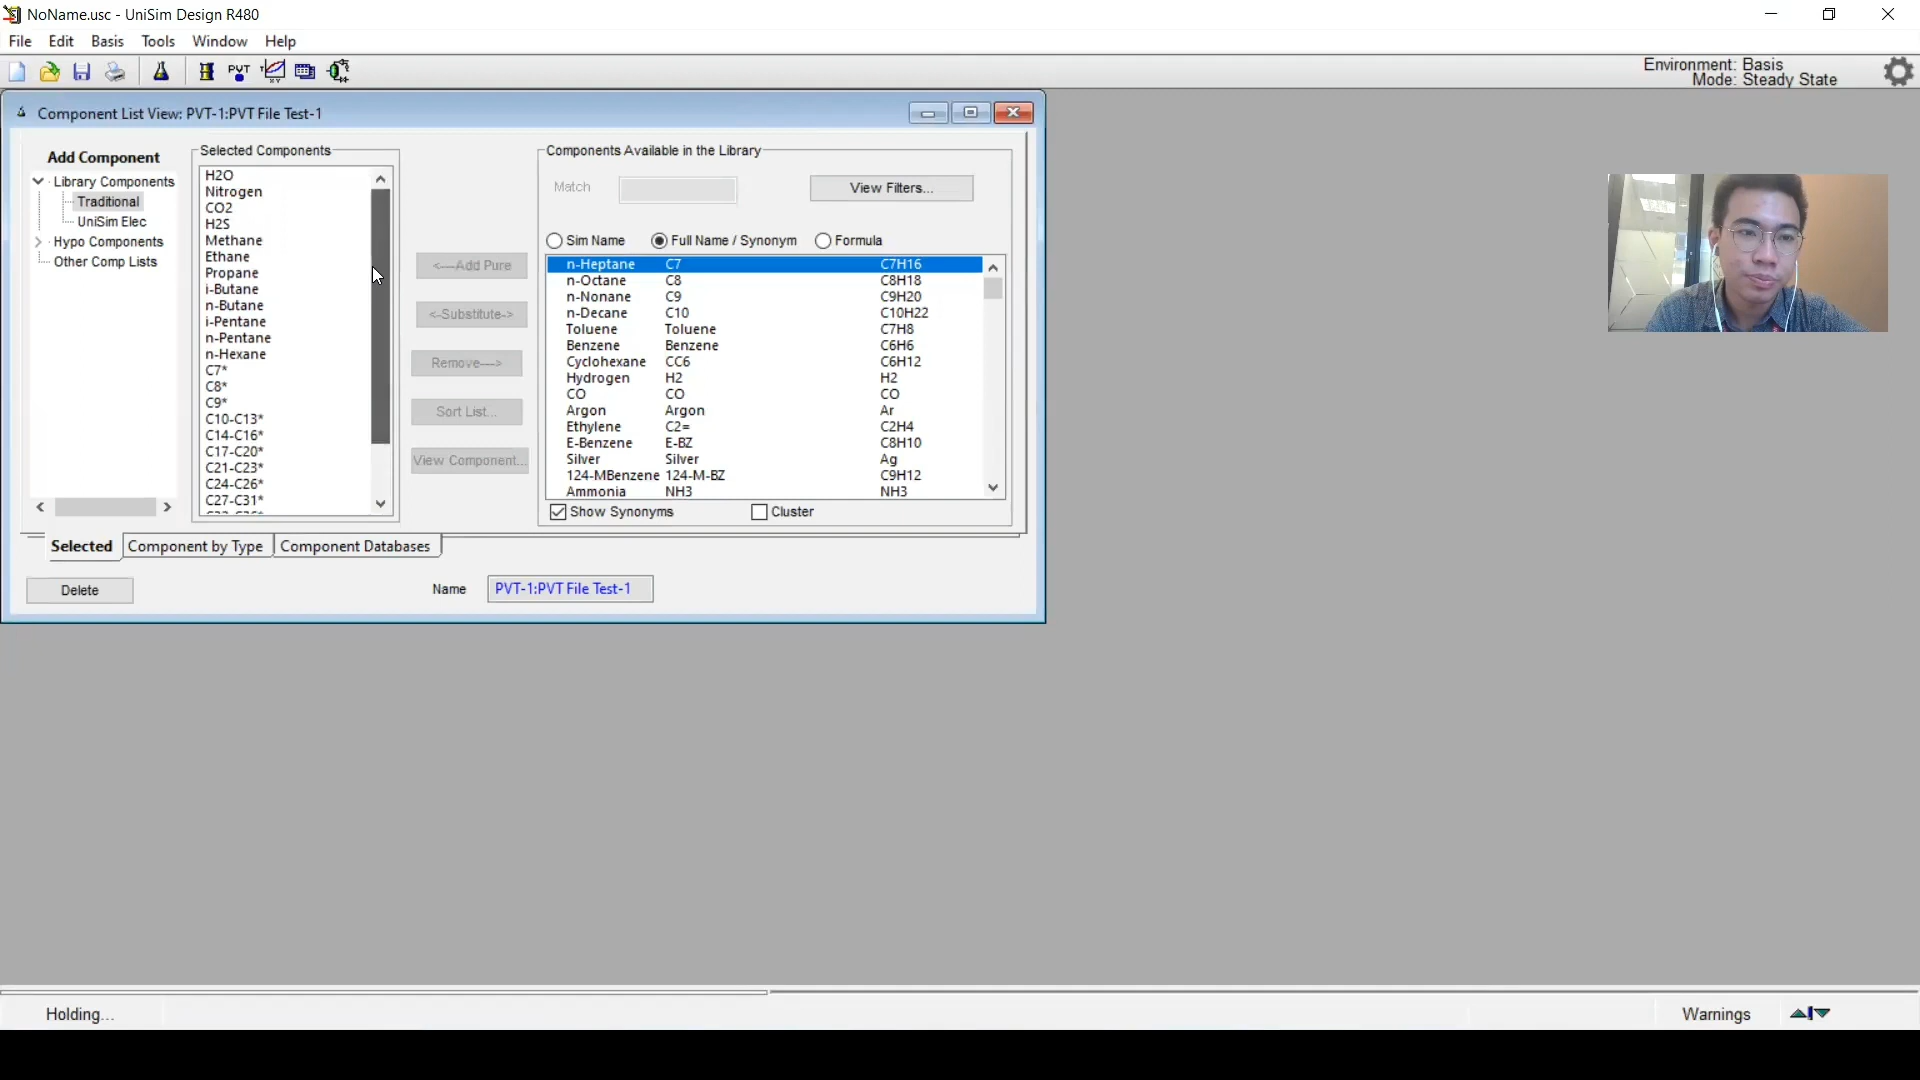 NoName.usc - UniSim Design R480
File Edit Basis Tools Window Help
PVT
Environment: Basis
Mode: Steady State
Component List View: PVT-1:PVT File Test-1
Add Component
Library Components
Traditional
UniSim Elec
Hypo Components
Other Comp Lists
Selected Components
H2O
Nitrogen
CO2
H2S
Methane
Ethane
Propane
i-Butane
n-Butane
i-Pentane
n-Pentane
n-Hexane
C7*
C8*
C9*
C10-C13*
C14-C16*
C17-C20*
C21-C23*
C24-C26*
C27-C31*
<---Add Pure
<-Substitute->
Remove--->
Sort List...
View Component...
Components Available in the Library
Match
View Filters...
Sim Name Full Name / Synonym Formula
n-Heptane C7 C7H16
n-Octane C8 C8H18
n-Nonane C9 C9H20
n-Decane C10 C10H22
Toluene Toluene C7H8
Benzene Benzene C6H6
Cyclohexane CC6 C6H12
Hydrogen H2 H2
CO CO CO
Argon Argon Ar
Ethylene C2= C2H4
E-Benzene E-BZ C8H10
Silver Silver Ag
124-MBenzene 124-M-BZ C9H12
Ammonia NH3 NH3
Show Synonyms Cluster
Selected Component by Type Component Databases
Delete Name PVT-1:PVT File Test-1
Holding... Warnings